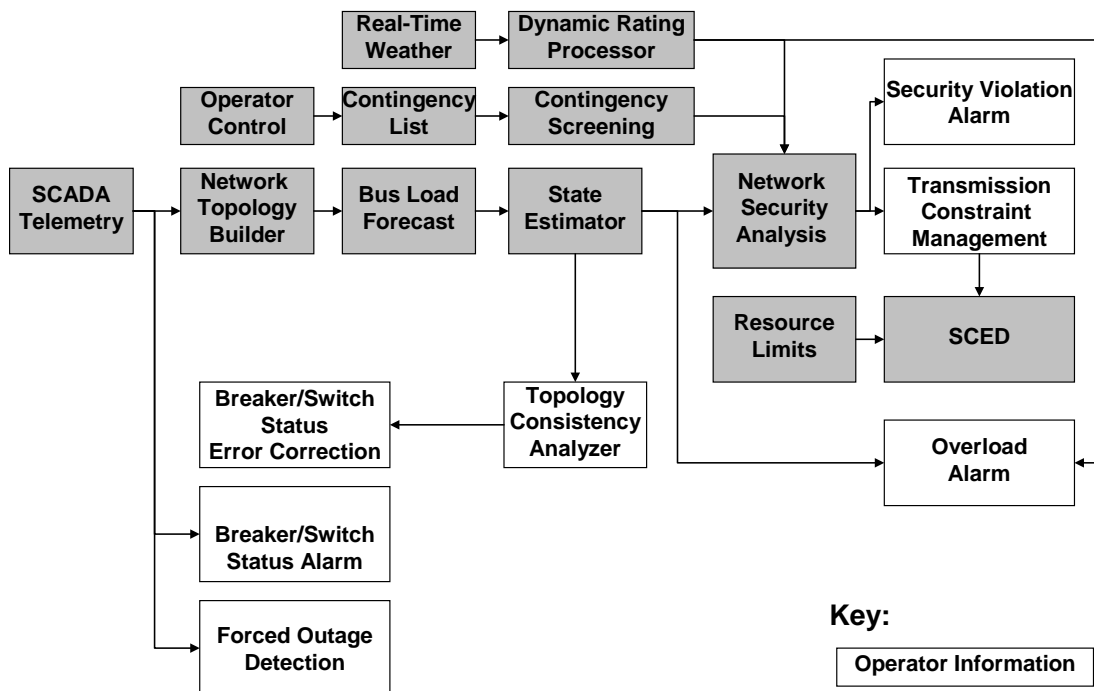 Real-Time
Weather
Dynamic Rating
Processor
Operator
Control
Contingency
List
Contingency
Screening
Security Violation
Alarm
SCADA
Telemetry
Network
Topology
Builder
Bus Load
Forecast
State
Estimator
Network
Security
Analysis
Transmission
Constraint
Management
Resource
Limits
SCED
Breaker/Switch
Status
Error Correction
Topology
Consistency
Analyzer
Overload
Alarm
Breaker/Switch
Status Alarm
Forced Outage
Detection
Key:
Operator Information